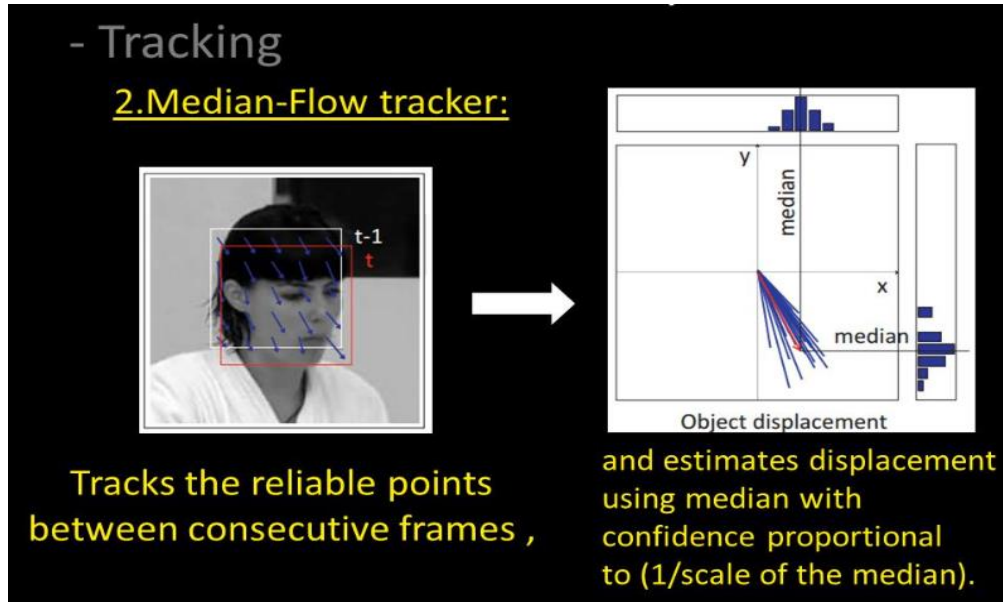 - Tracking
2.Median-Flow tracker:
t-1
t
y
median
x
median
Object displacement
Tracks the reliable points
between consecutive frames ,
and estimates displacement
using median with
confidence proportional
to (1/scale of the median).